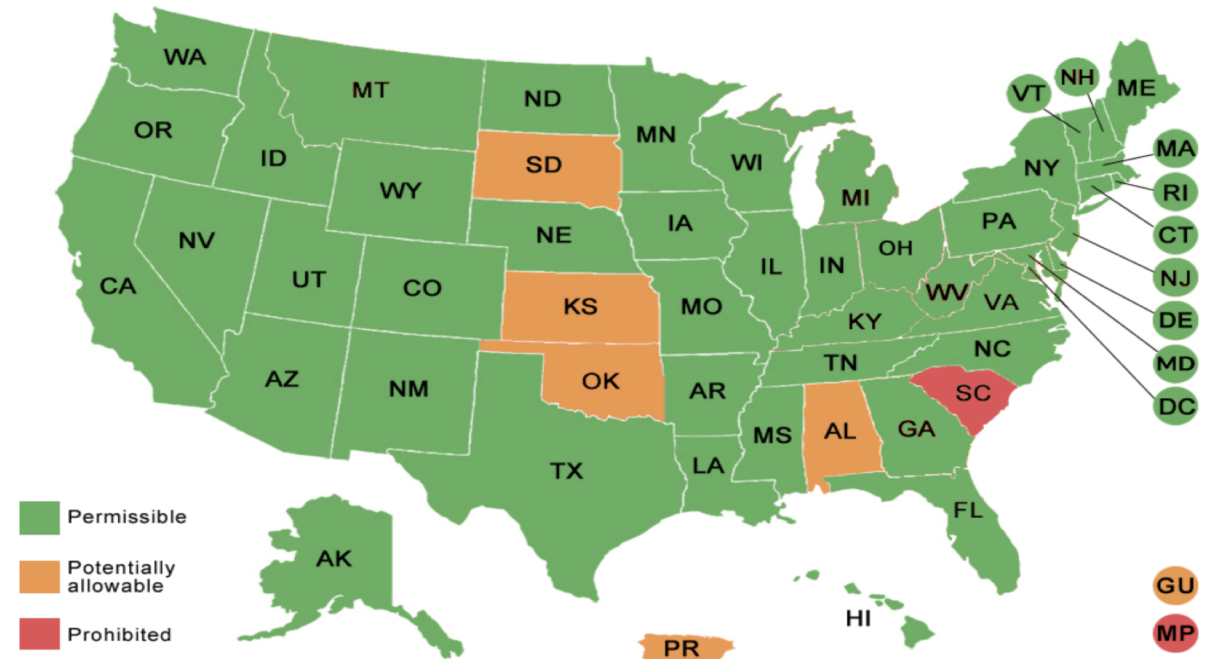 WA
MT
ND
MN
OR
ID
WY
SD
WI
MI
NY
VT
NH
ME
MA
RI
CT
NJ
DE
MD
DC
NV
UT
CO
NE
IA
IL
IN
OH
PA
CA
KS
MO
KY
WV
VA
AZ
NM
OK
AR
TN
NC
SC
TX
LA
MS
AL
GA
FL
AK
HI
PR
GU
MP
Permissible
Potentially
allowable
Prohibited